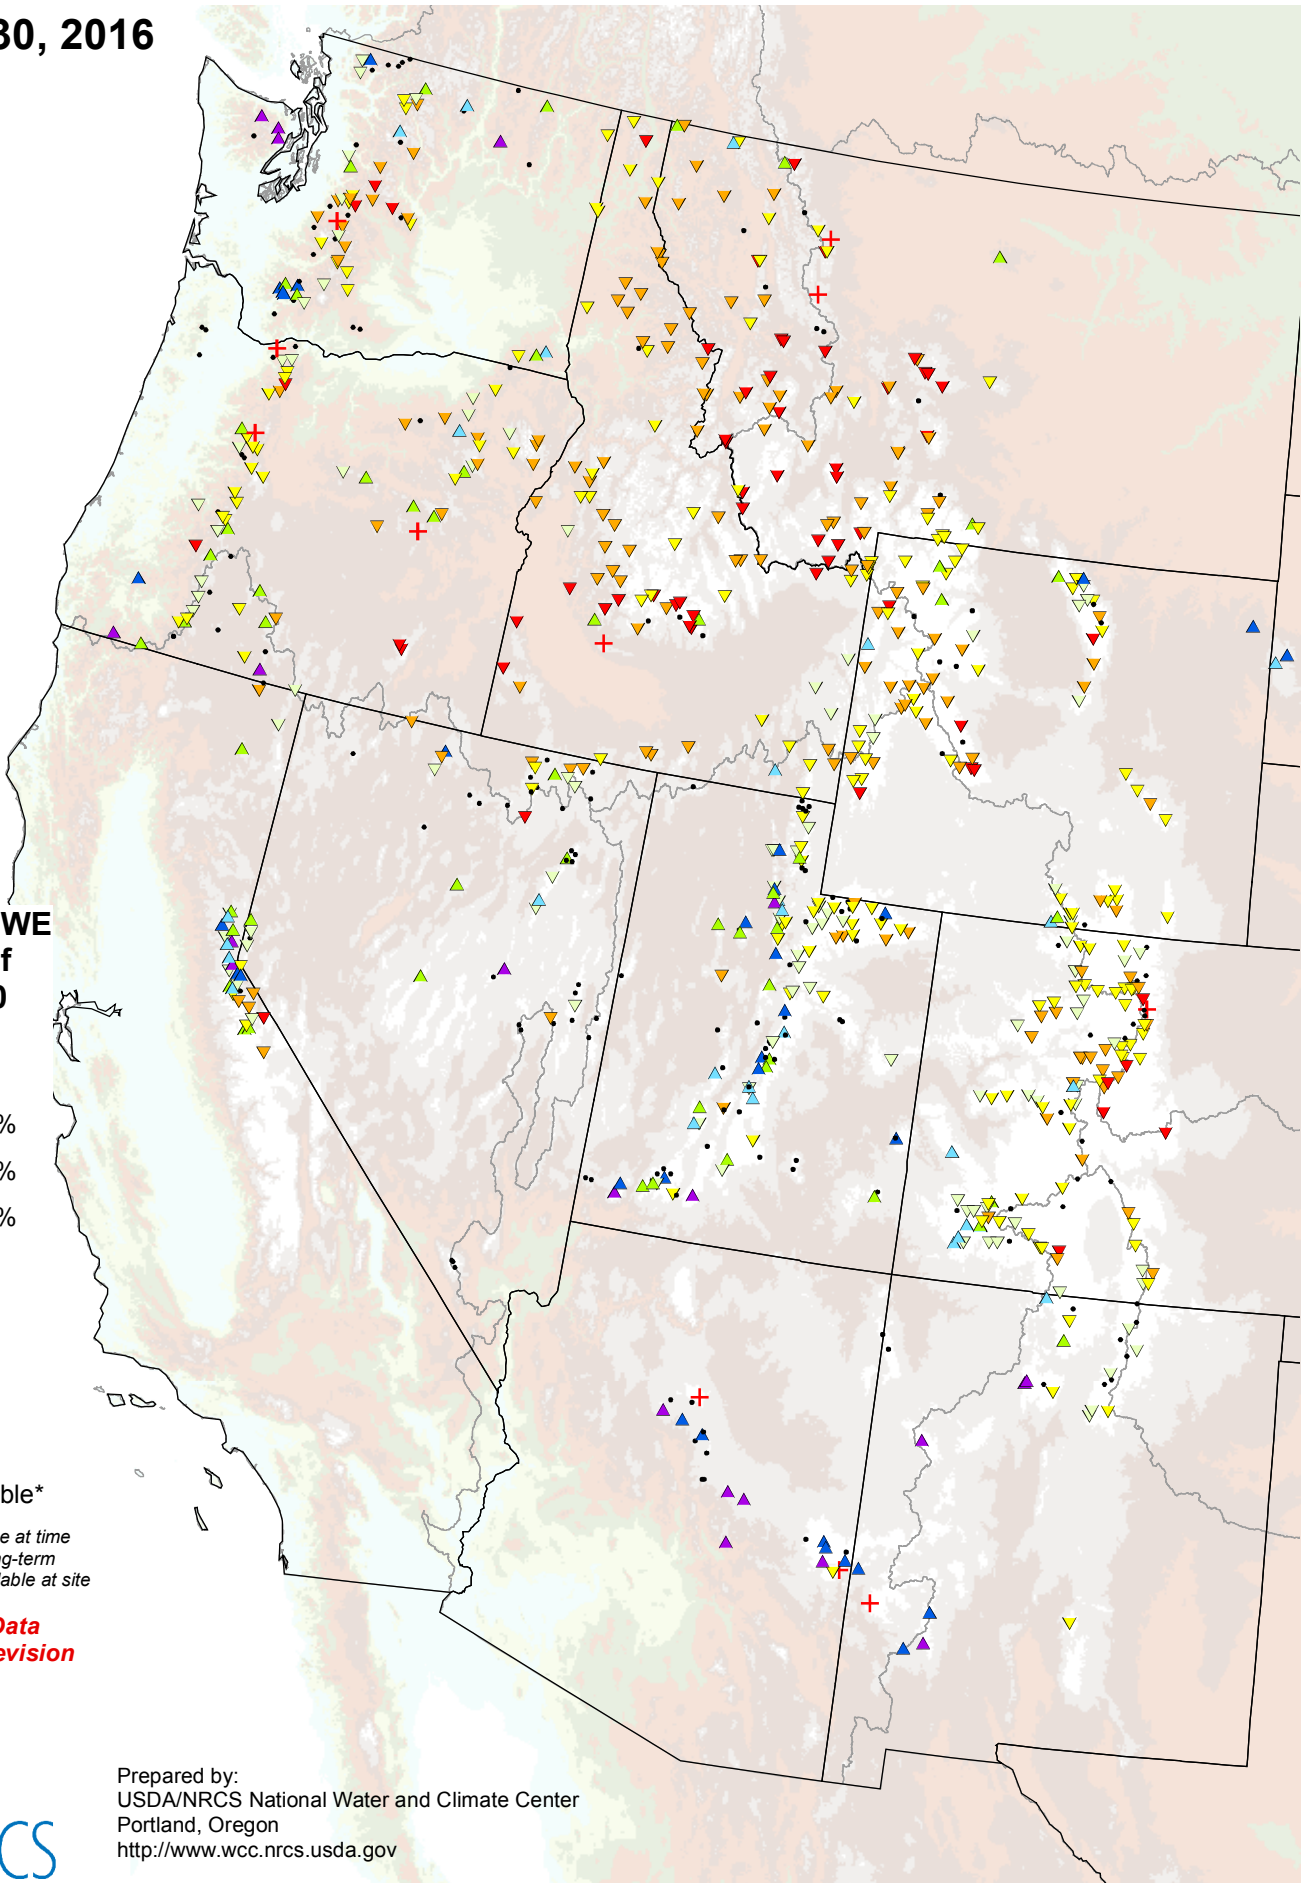 30, 2016
WE
f
0
%
%
%
ble*
e at time
g-term
lable at site
Data
evision
Prepared by:
USDA/NRCS National Water and Climate Center
Portland, Oregon
http://www.wcc.nrcs.usda.gov
CS